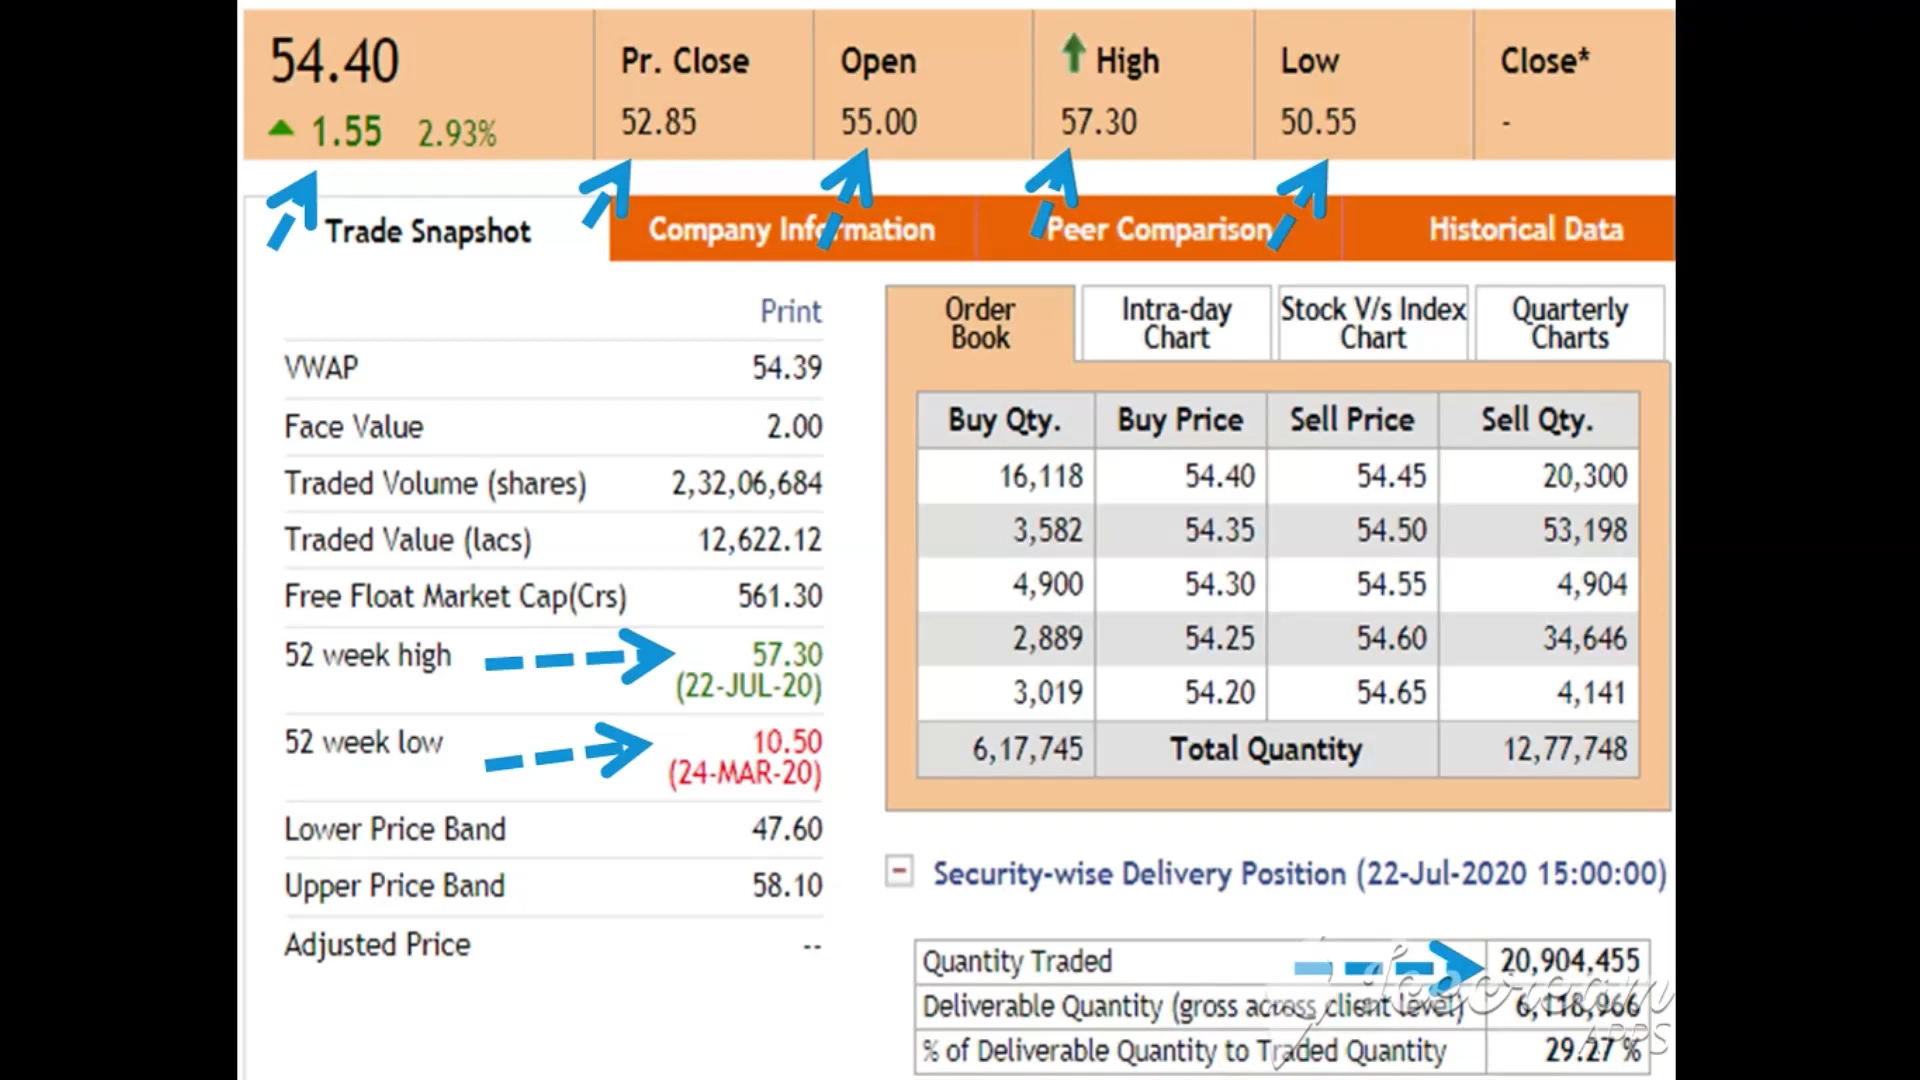 54.40
1.55 2.93%
Pr. Close
52.85
Open
55.00
High
57.30
Low
50.55
Close*
-
Trade Snapshot
Company Information
Peer Comparison
Historical Data
Print
VWAP 54.39
Face Value 2.00
Traded Volume (shares) 2,32,06,684
Traded Value (lacs) 12,622.12
Free Float Market Cap(Crs) 561.30
52 week high 57.30
(22-JUL-20)
52 week low 10.50
(24-MAR-20)
Lower Price Band 47.60
Upper Price Band 58.10
Adjusted Price --
Order
Book
Intra-day
Chart
Stock V/s Index
Chart
Quarterly
Charts
Buy Qty. Buy Price Sell Price Sell Qty.
16,118 54.40 54.45 20,300
3,582 54.35 54.50 53,198
4,900 54.30 54.55 4,904
2,889 54.25 54.60 34,646
3,019 54.20 54.65 4,141
6,17,745 Total Quantity 12,77,748
Security-wise Delivery Position (22-Jul-2020 15:00:00)
Quantity Traded 20,904,455
Deliverable Quantity (gross across client level) 6,118,966
% of Deliverable Quantity to Traded Quantity 29.27 %
Icecream
APPS